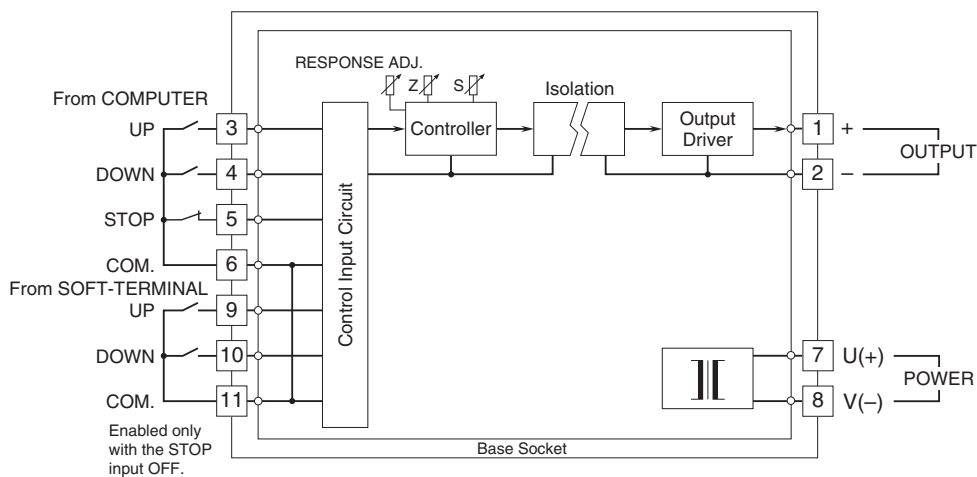 RESPONSE ADJ.
Z
S
Isolation
From COMPUTER
UP
3
Controller
Output
Driver
1
+
OUTPUT
DOWN
4
2
–
STOP
5
COM.
6
Control Input Circuit
From SOFT-TERMINAL
UP
9
DOWN
10
7
U(+)
POWER
COM.
11
8
V(–)
Enabled only
with the STOP
input OFF.
Base Socket